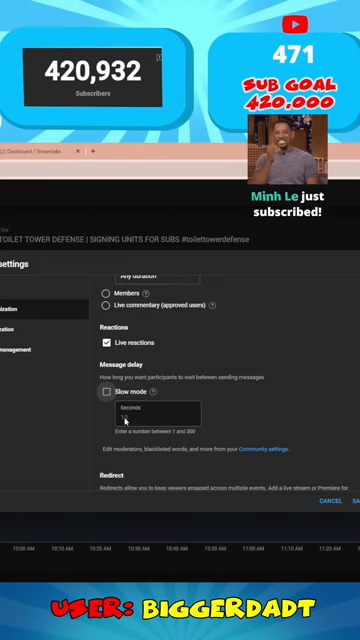 420,932
Subscribers
471
SUB GOAL
420,000
Minh Le just
subscribed!
Dashboard / Streamlabs
TOILET TOWER DEFENSE | SIGNING UNITS FOR SUBS #toilettowerdefense
settings
Any duration
Members
Live commentary (approved users)
Reactions
Live reactions
Message delay
How long you want participants to wait between sending messages
Slow mode
Seconds
Enter a number between 1 and 300
Edit moderators, blacklisted words, and more from your Community settings.
Redirect
Redirects allow you to keep viewers engaged across multiple events. Add a live stream or Premiere for
management
CANCEL
10:00 AM 10:10 AM 10:20 AM 10:30 AM 10:40 AM 10:50 AM 11:00 AM 11:10 AM 11:20 AM
USER: BIGGERDADT